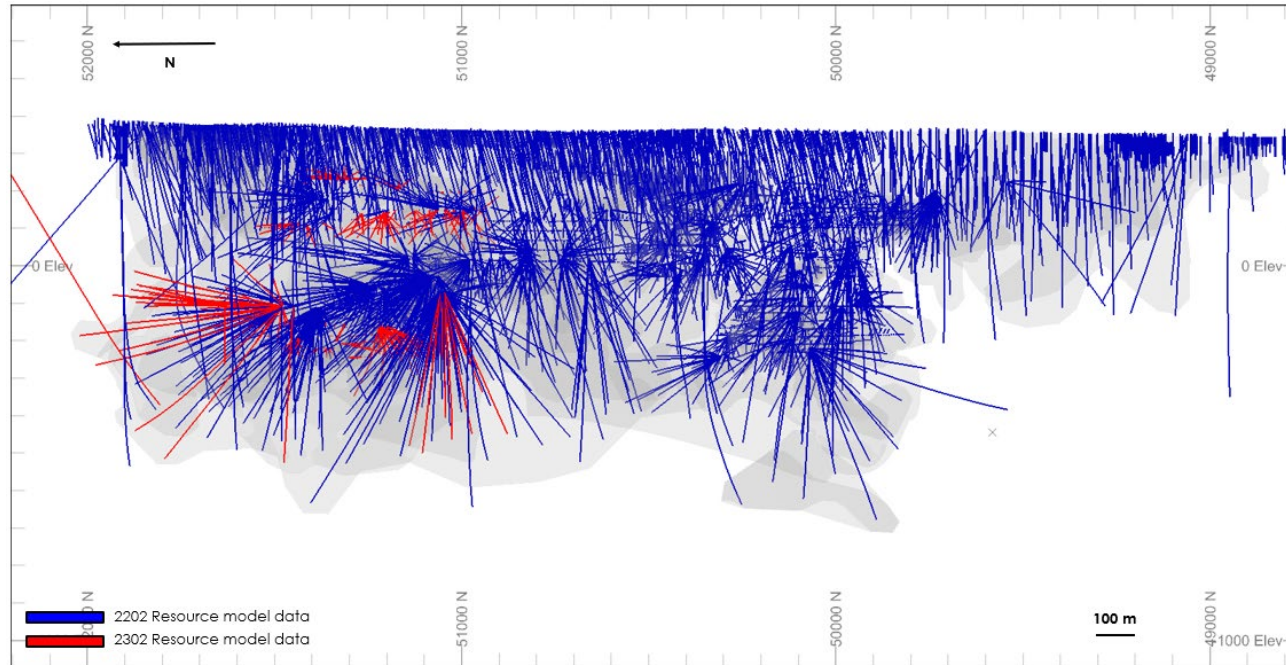 52000 N
51000 N
50000 N
49000 N
N
0 Elev
0 Elev
2202 Resource model data
2302 Resource model data
51000 N
50000 N
49000 N
100 m
1000 Elev